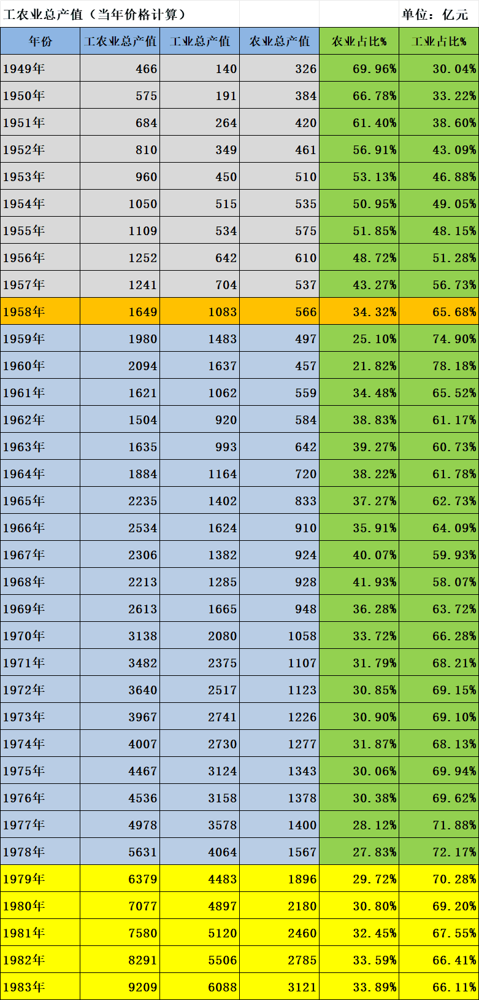 工农业总产值（当年价格计算） 单位：亿元
年份 工农业总产值 工业总产值 农业总产值 农业占比% 工业占比%
1949年 466 140 326 69.96% 30.04%
1950年 575 191 384 66.78% 33.22%
1951年 684 264 420 61.40% 38.60%
1952年 810 349 461 56.91% 43.09%
1953年 960 450 510 53.13% 46.88%
1954年 1050 515 535 50.95% 49.05%
1955年 1109 534 575 51.85% 48.15%
1956年 1252 642 610 48.72% 51.28%
1957年 1241 704 537 43.27% 56.73%
1958年 1649 1083 566 34.32% 65.68%
1959年 1980 1483 497 25.10% 74.90%
1960年 2094 1637 457 21.82% 78.18%
1961年 1621 1062 559 34.48% 65.52%
1962年 1504 920 584 38.83% 61.17%
1963年 1635 993 642 39.27% 60.73%
1964年 1884 1164 720 38.22% 61.78%
1965年 2235 1402 833 37.27% 62.73%
1966年 2534 1624 910 35.91% 64.09%
1967年 2306 1382 924 40.07% 59.93%
1968年 2213 1285 928 41.93% 58.07%
1969年 2613 1665 948 36.28% 63.72%
1970年 3138 2080 1058 33.72% 66.28%
1971年 3482 2375 1107 31.79% 68.21%
1972年 3640 2517 1123 30.85% 69.15%
1973年 3967 2741 1226 30.90% 69.10%
1974年 4007 2730 1277 31.87% 68.13%
1975年 4467 3124 1343 30.06% 69.94%
1976年 4536 3158 1378 30.38% 69.62%
1977年 4978 3578 1400 28.12% 71.88%
1978年 5631 4064 1567 27.83% 72.17%
1979年 6379 4483 1896 29.72% 70.28%
1980年 7077 4897 2180 30.80% 69.20%
1981年 7580 5120 2460 32.45% 67.55%
1982年 8291 5506 2785 33.59% 66.41%
1983年 9209 6088 3121 33.89% 66.11%